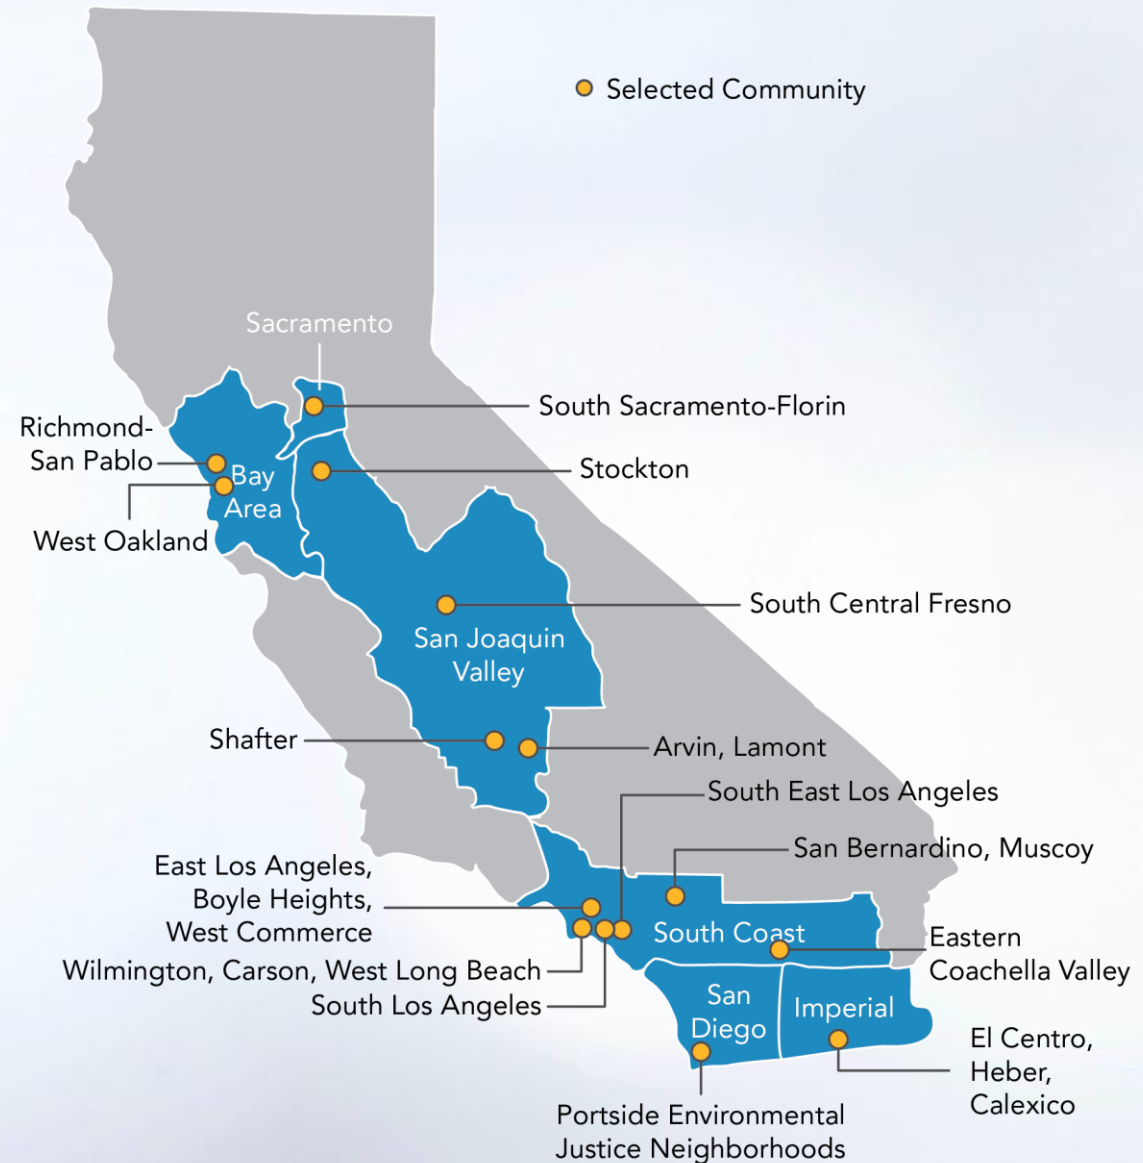 Selected Community
Sacramento
South Sacramento-Florin
Richmond-
San Pablo
Stockton
Bay
Area
West Oakland
South Central Fresno
San Joaquin
Valley
Shafter
Arvin, Lamont
South East Los Angeles
San Bernardino, Muscoy
East Los Angeles,
Boyle Heights,
West Commerce
South Coast
Eastern
Coachella Valley
Wilmington, Carson, West Long Beach
South Los Angeles
San
Diego
Imperial
El Centro,
Heber,
Calexico
Portside Environmental
Justice Neighborhoods